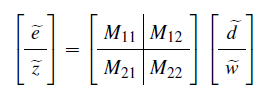 [ẽ / z̃] = [M₁₁ | M₁₂ / M₂₁ | M₂₂] [d̃ / w̃]